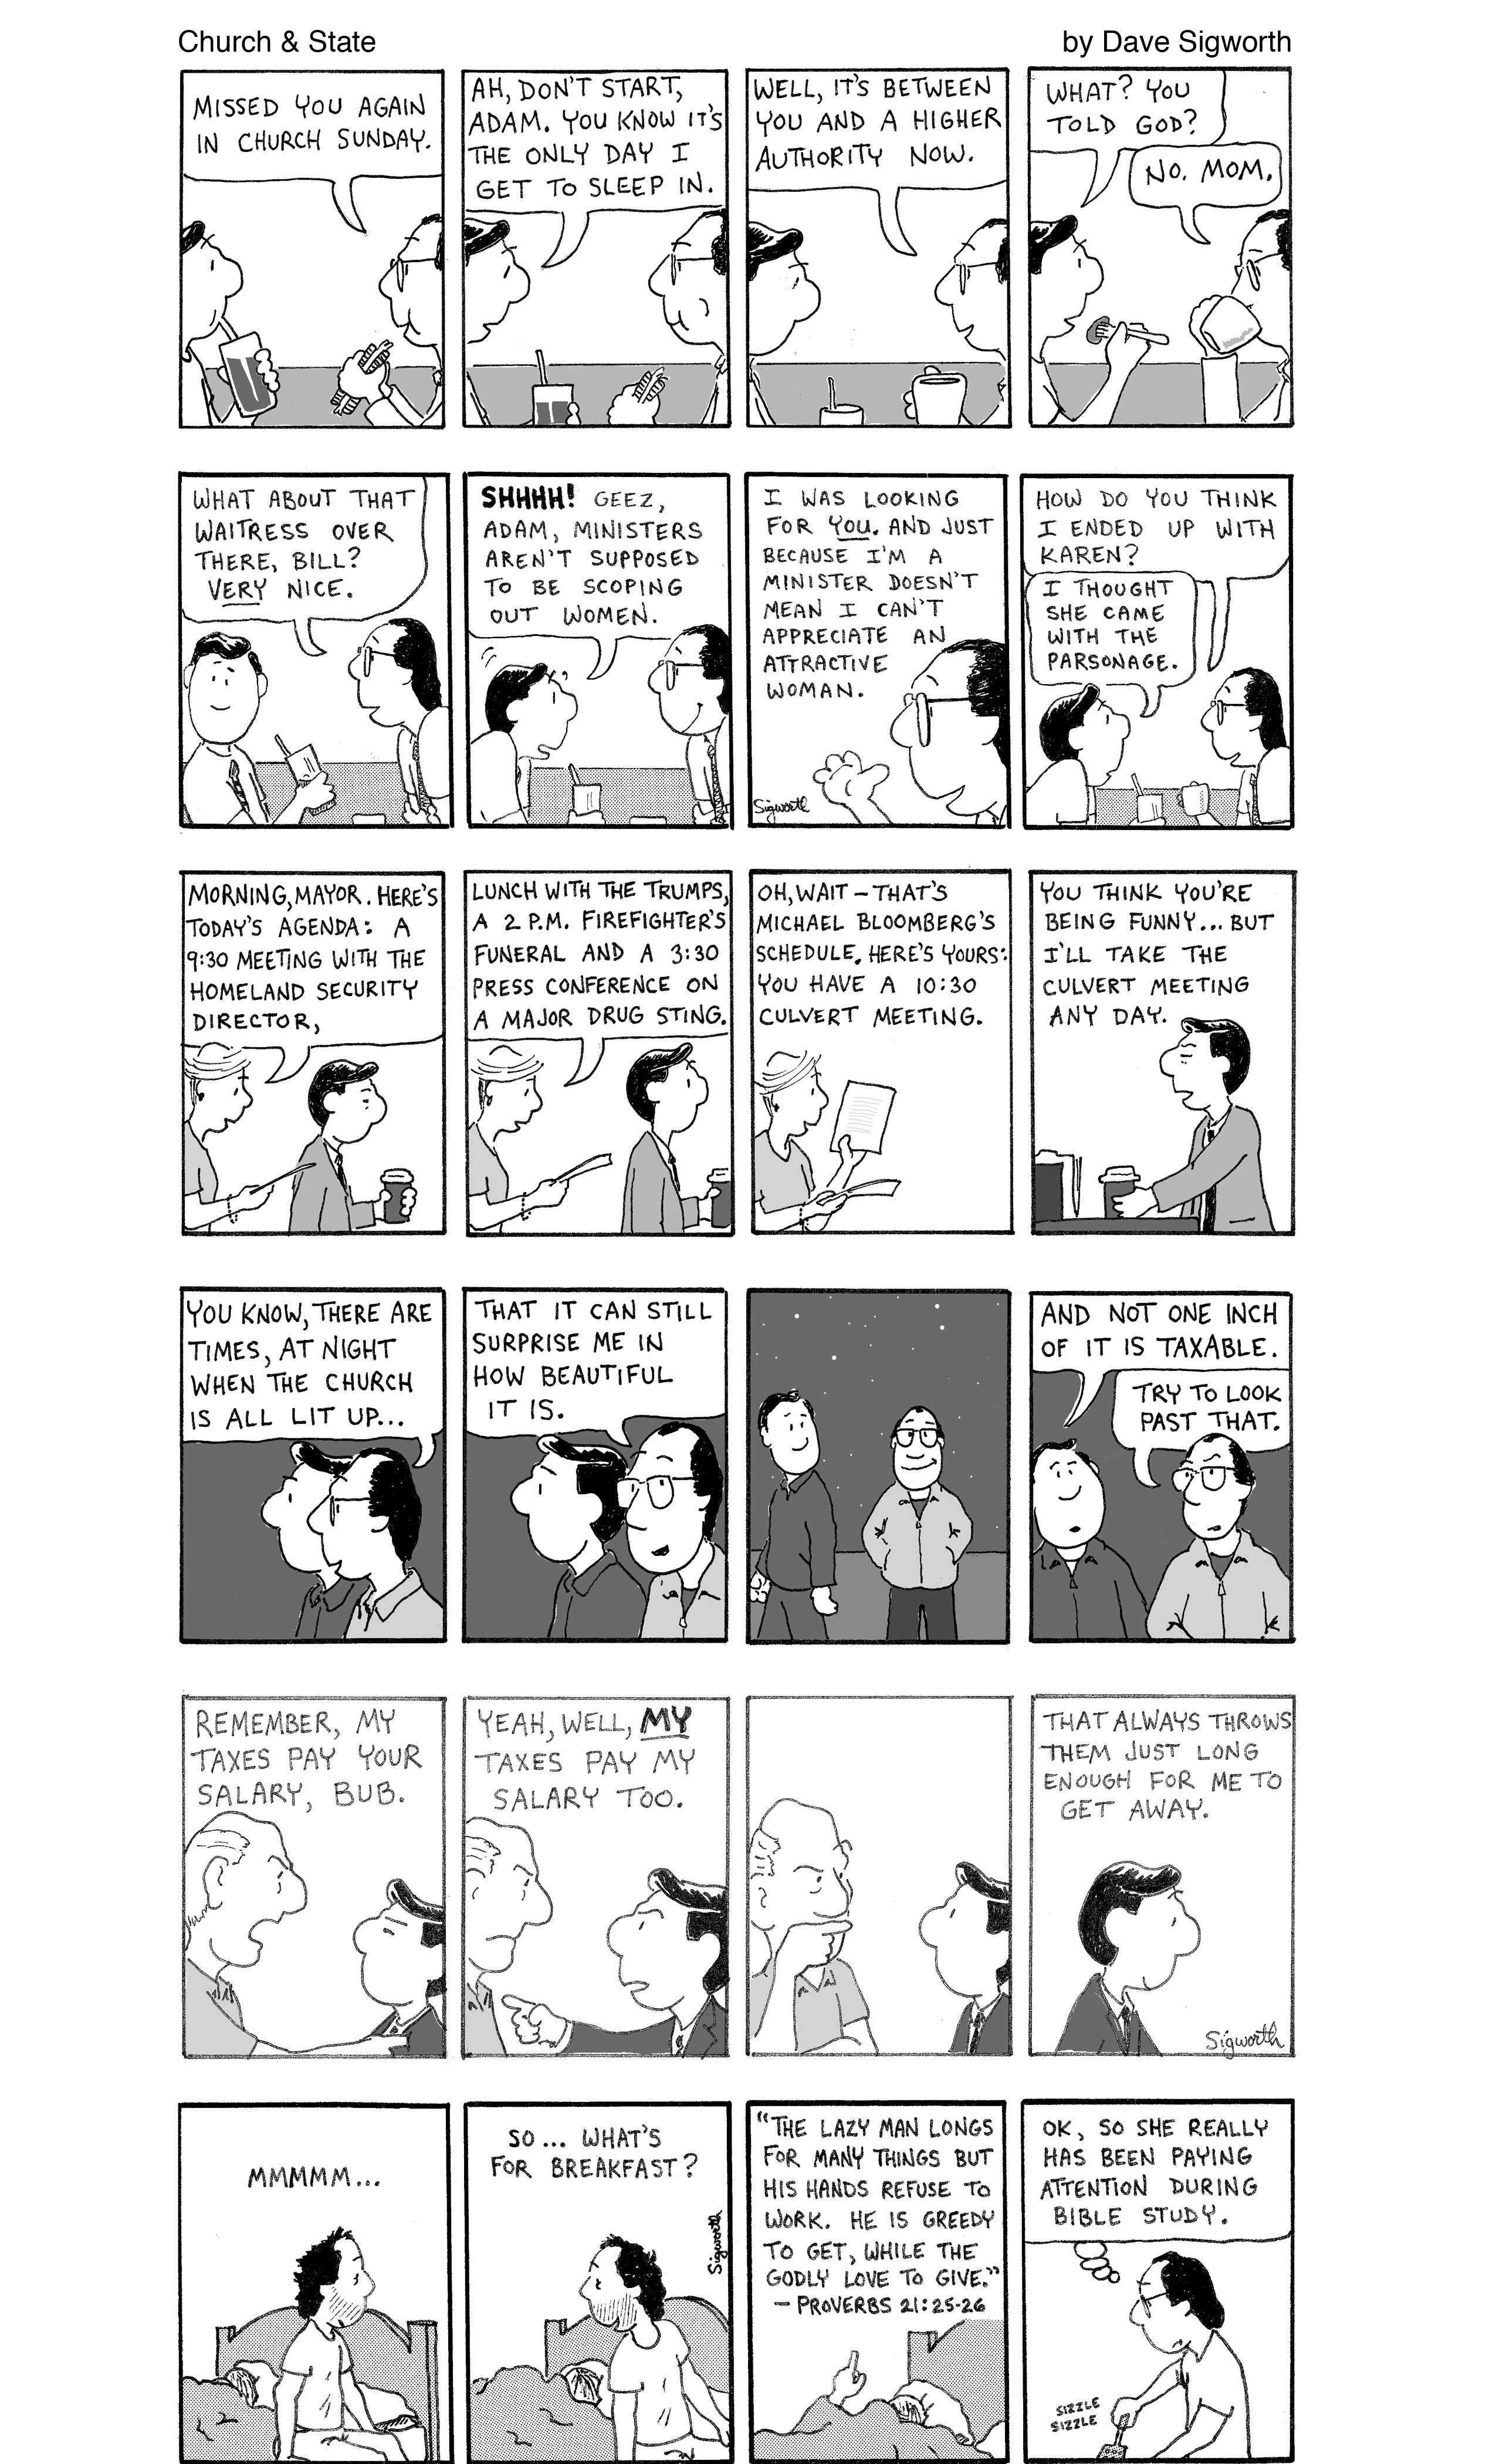 Church & State
by Dave Sigworth
MISSED YOU AGAIN
IN CHURCH SUNDAY.
AH, DON'T START,
ADAM. YOU KNOW IT'S
THE ONLY DAY I
GET TO SLEEP IN.
WELL, IT'S BETWEEN
YOU AND A HIGHER
AUTHORITY NOW.
WHAT? YOU
TOLD GOD?
NO. MOM.
WHAT ABOUT THAT
WAITRESS OVER
THERE, BILL?
VERY NICE.
SHHHH! GEEZ,
ADAM, MINISTERS
AREN'T SUPPOSED
TO BE SCOPING
OUT WOMEN.
I WAS LOOKING
FOR YOU. AND JUST
BECAUSE I'M A
MINISTER DOESN'T
MEAN I CAN'T
APPRECIATE AN
ATTRACTIVE
WOMAN.
Sigworth
HOW DO YOU THINK
I ENDED UP WITH
KAREN?
I THOUGHT
SHE CAME
WITH THE
PARSONAGE.
MORNING, MAYOR. HERE'S
TODAY'S AGENDA: A
9:30 MEETING WITH THE
HOMELAND SECURITY
DIRECTOR,
LUNCH WITH THE TRUMPS,
A 2 P.M. FIREFIGHTER'S
FUNERAL AND A 3:30
PRESS CONFERENCE ON
A MAJOR DRUG STING.
OH, WAIT - THAT'S
MICHAEL BLOOMBERG'S
SCHEDULE. HERE'S YOURS:
YOU HAVE A 10:30
CULVERT MEETING.
YOU THINK YOU'RE
BEING FUNNY... BUT
I'LL TAKE THE
CULVERT MEETING
ANY DAY.
YOU KNOW, THERE ARE
TIMES, AT NIGHT
WHEN THE CHURCH
IS ALL LIT UP...
THAT IT CAN STILL
SURPRISE ME IN
HOW BEAUTIFUL
IT IS.
AND NOT ONE INCH
OF IT IS TAXABLE.
TRY TO LOOK
PAST THAT.
REMEMBER, MY
TAXES PAY YOUR
SALARY, BUB.
YEAH, WELL, MY
TAXES PAY MY
SALARY TOO.
THAT ALWAYS THROWS
THEM JUST LONG
ENOUGH FOR ME TO
GET AWAY.
Sigworth
MMMMM...
SO... WHAT'S
FOR BREAKFAST?
Sigworth
"THE LAZY MAN LONGS
FOR MANY THINGS BUT
HIS HANDS REFUSE TO
WORK. HE IS GREEDY
TO GET, WHILE THE
GODLY LOVE TO GIVE."
- PROVERBS 21:25-26
OK, SO SHE REALLY
HAS BEEN PAYING
ATTENTION DURING
BIBLE STUDY.
SIZZLE
SIZZLE